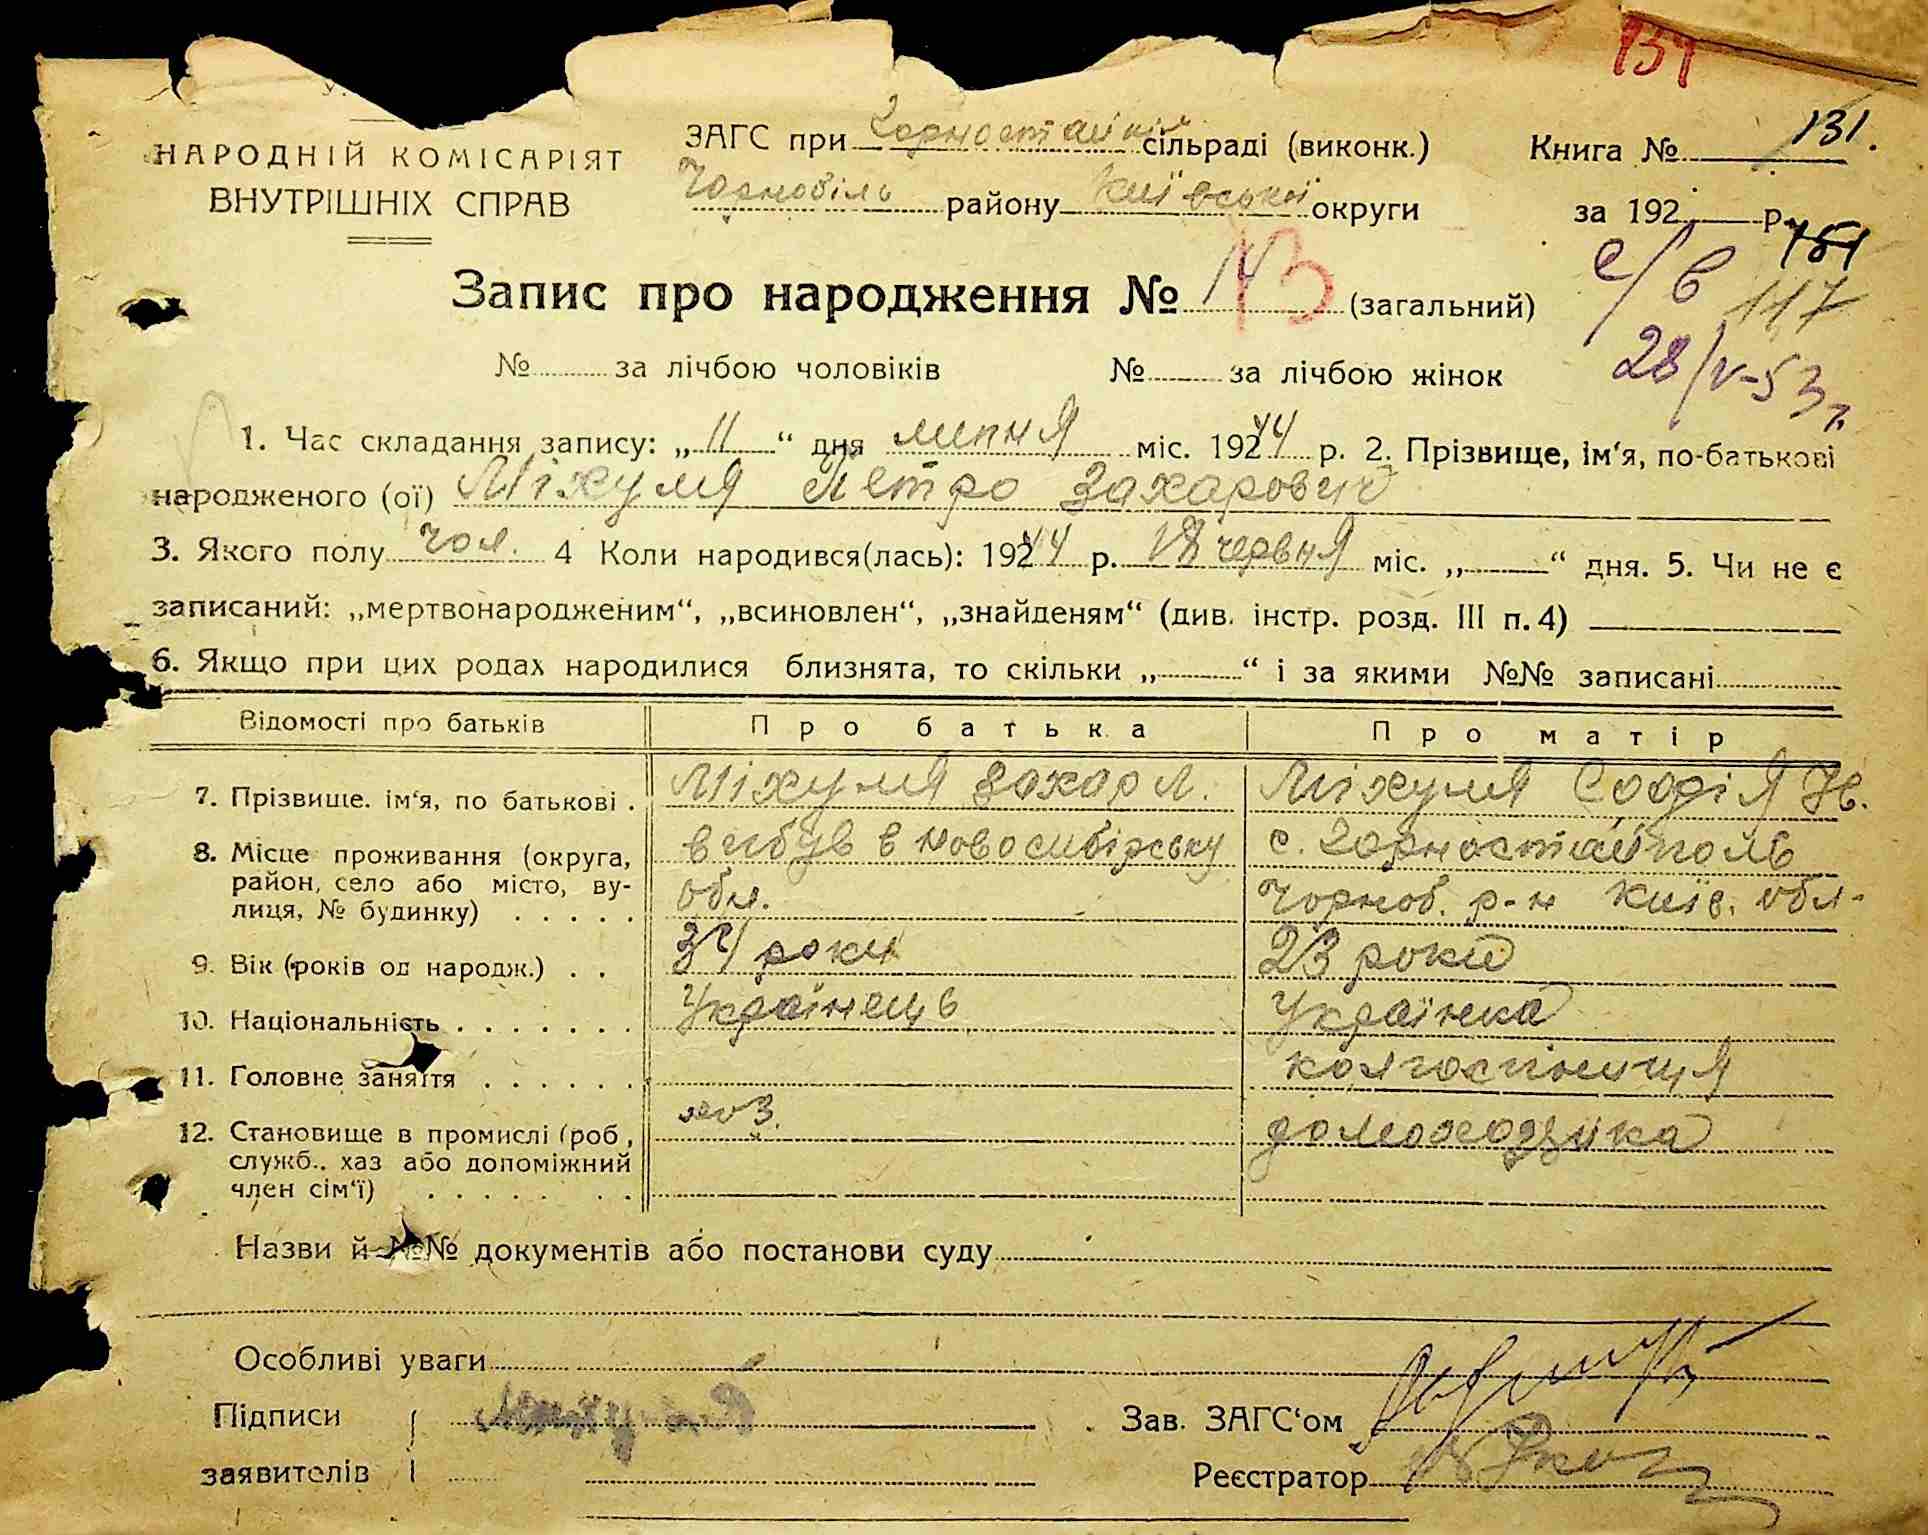 131
НАРОДНІЙ КОМІСАРІЯТ
ВНУТРІШНІХ СПРАВ
ЗАГС при сільраді (виконк.)
Чорнобіль району Київської округи
Книга № 131.
за 192 р.
151
Запис про народження № 143 (загальний)
с/в 117
28/V-53 г.
№ за лічбою чоловіків № за лічбою жінок
1. Час складання запису: „11“ дня липня міс. 19244 р. 2. Прізвище, ім'я, по-батькові
народженого (ої) Міхуля Петро Захарович
3. Якого полу чол. 4 Коли народився(лась): 19244 р. 18 червня міс. „ “ дня. 5. Чи не є
записаний: „мертвонародженим“, „всиновлен“, „знайденям“ (див. інстр. розд. III п. 4)
6. Якщо при цих родах народилися близнята, то скільки „ “ і за якими №№ записані
Відомості про батьків Про батька Про матір
7. Прізвище. ім'я, по батькові . Міхуля Захар Л. Міхуля Софія
8. Місце проживання (округа, район, село або місто, вулиця, № будинку) вибув в Новосибірську обл. с. Горностайполь Чорноб. р-н Київ. обл.
9. Вік (років од народж.) . . 34 роки 23 роки
10. Національність Українець Українка
11. Головне заняття колгоспниця
12. Становище в промислі (роб, служб., хаз або допоміжний член сім'ї) домоходзяйка
Назви й №№ документів або постанови суду
Особливі уваги
Підписи
заявителів
Зав. ЗАГС'ом
Реєстратор